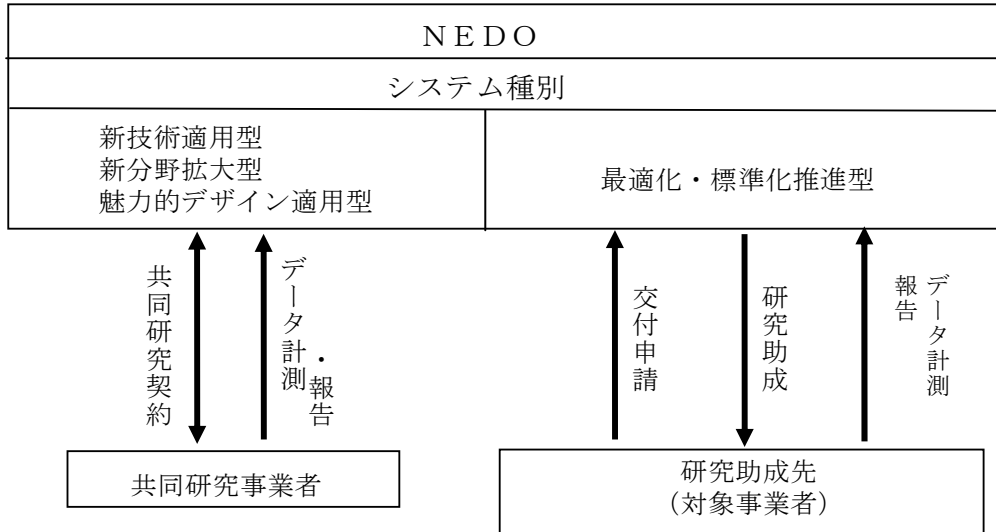 ＮＥＤＯ
システム種別
新技術適用型
新分野拡大型
魅力的デザイン適用型
最適化・標準化推進型
共同研究契約
データ計測
・報告
交付申請
研究助成
データ計測
報告
共同研究事業者
研究助成先
（対象事業者）